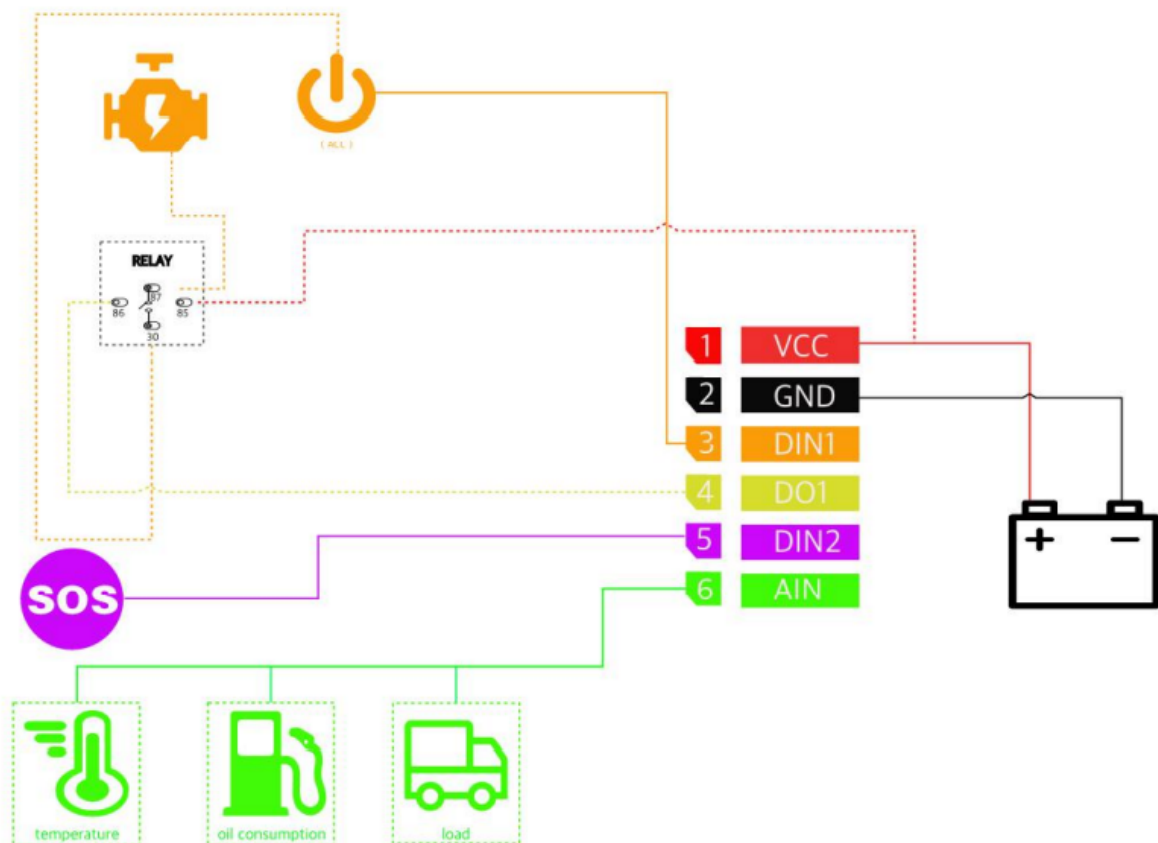 ( ACC )
RELAY
87
86
85
30
1 VCC
2 GND
3 DIN1
4 DO1
5 DIN2
6 AIN
+ −
SOS
temperature
oil consumption
load